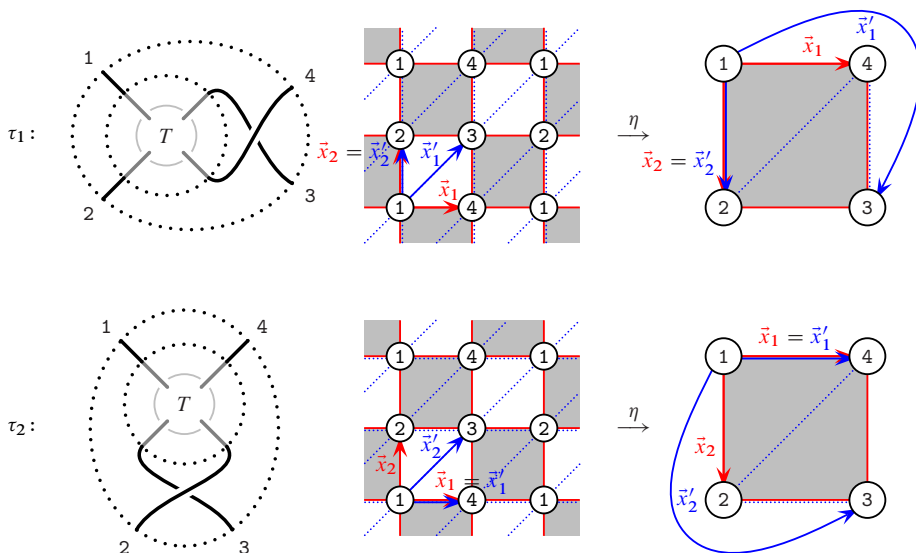 1 4
τ₁: T
2 3
1 4 1
2 3 2
x⃗₂ = x⃗′₂ x⃗′₁
x⃗₁
1 4 1
η
→
x⃗′₁
1 x⃗₁ 4
x⃗₂ = x⃗′₂
2 3
1 4
τ₂: T
2 3
1 4 1
2 3 2
x⃗₂ x⃗′₂
x⃗₁ = x⃗′₁
1 4 1
η
→
1 x⃗₁ = x⃗′₁ 4
x⃗₂
x⃗′₂ 2 3